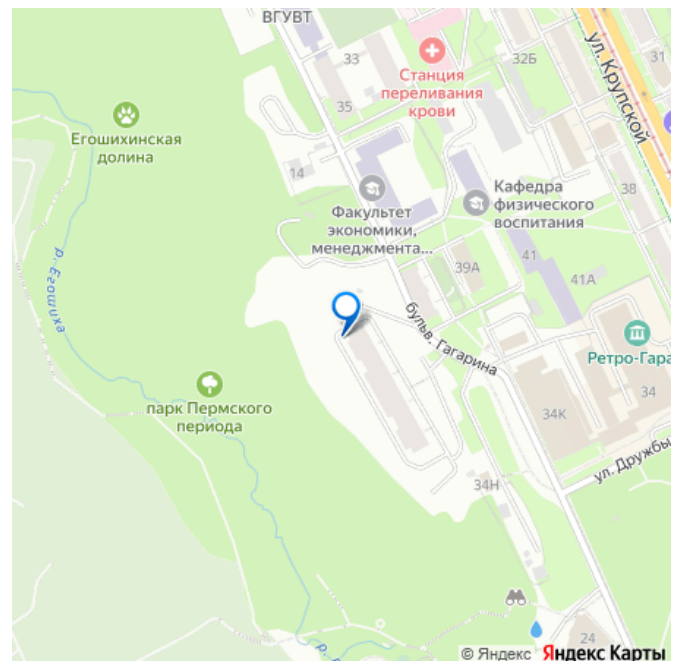 ВГУВТ
33
Станция
переливания
крови
32Б
ул. Крупской
31
35
Егошихинская
долина
14
Факультет
экономики,
менеджмента...
Кафедра
физического
воспитания
38
р. Егошиха
39А
41
41А
бульв. Гагарина
Ретро-Гара
34
парк Пермского
периода
34К
ул. Дружбы
34Н
24
© Яндекс Яндекс Карты